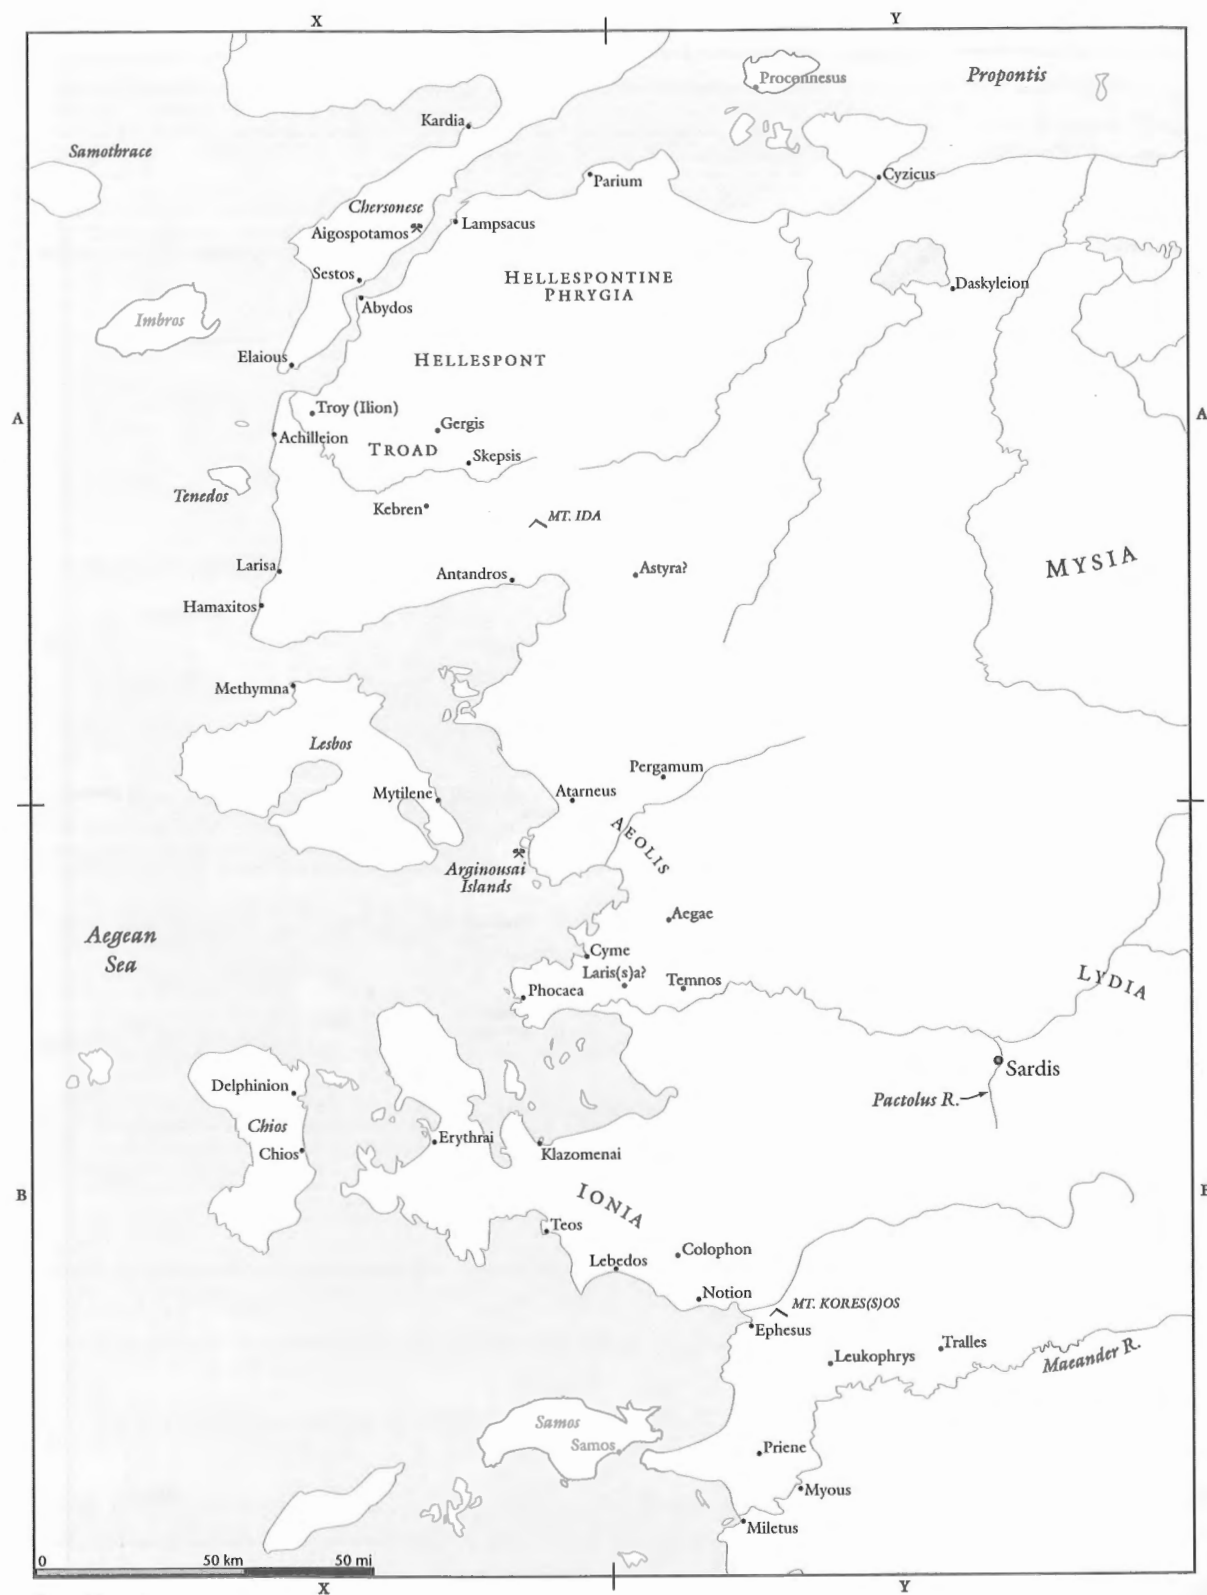 X
Y
Proconnesus
Propontis
Kardia
Samothrace
Parium
Cyzicus
Chersonese
Aigospotamos
Lampsacus
Sestos
HELLESPONTINE
PHRYGIA
Daskyleion
Abydos
Imbros
Elaious
HELLESPONT
A
A
Troy (Ilion)
Gergis
Achilleion
TROAD
Skepsis
Tenedos
Kebren
MT. IDA
MYSIA
Larisa
Antandros
Astyra?
Hamaxitos
Methymna
Lesbos
Pergamum
Mytilene
Atarneus
AEOLIS
Arginousai
Islands
Aegae
Aegean
Sea
Cyme
Laris(s)a?
Temnos
LYDIA
Phocaea
Sardis
Delphinion
Pactolus R.
Chios
Erythrai
Chios
Klazomenai
B
B
IONIA
Teos
Colophon
Lebedos
Notion
MT. KORES(S)OS
Ephesus
Tralles
Leukophrys
Maeander R.
Samos
Samos
Priene
Myous
Miletus
0
50 km
50 mi
X
Y